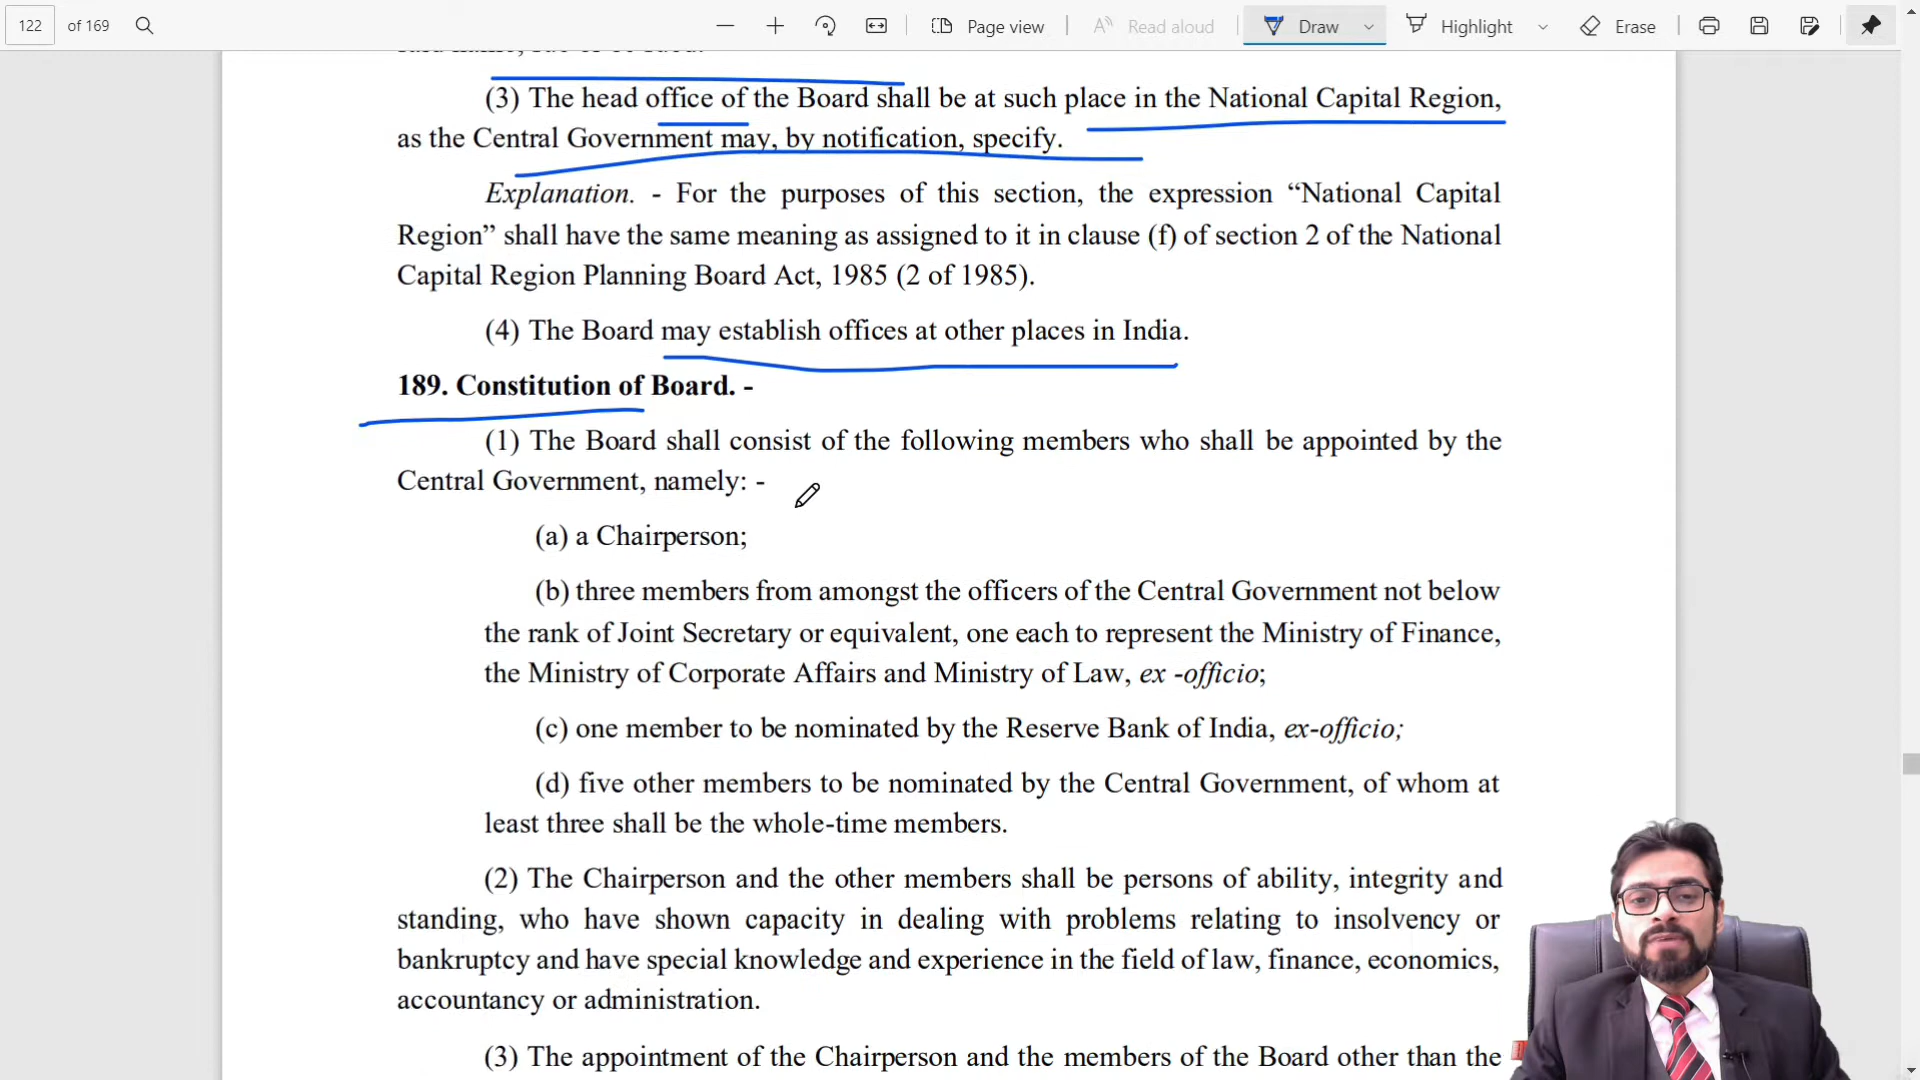 122 of 169 Page view Read aloud Draw Highlight Erase
(3) The head office of the Board shall be at such place in the National Capital Region,
as the Central Government may, by notification, specify.
Explanation. - For the purposes of this section, the expression “National Capital
Region” shall have the same meaning as assigned to it in clause (f) of section 2 of the National
Capital Region Planning Board Act, 1985 (2 of 1985).
(4) The Board may establish offices at other places in India.
189. Constitution of Board. -
(1) The Board shall consist of the following members who shall be appointed by the
Central Government, namely: -
(a) a Chairperson;
(b) three members from amongst the officers of the Central Government not below
the rank of Joint Secretary or equivalent, one each to represent the Ministry of Finance,
the Ministry of Corporate Affairs and Ministry of Law, ex -officio;
(c) one member to be nominated by the Reserve Bank of India, ex-officio;
(d) five other members to be nominated by the Central Government, of whom at
least three shall be the whole-time members.
(2) The Chairperson and the other members shall be persons of ability, integrity and
standing, who have shown capacity in dealing with problems relating to insolvency or
bankruptcy and have special knowledge and experience in the field of law, finance, economics,
accountancy or administration.
(3) The appointment of the Chairperson and the members of the Board other than the